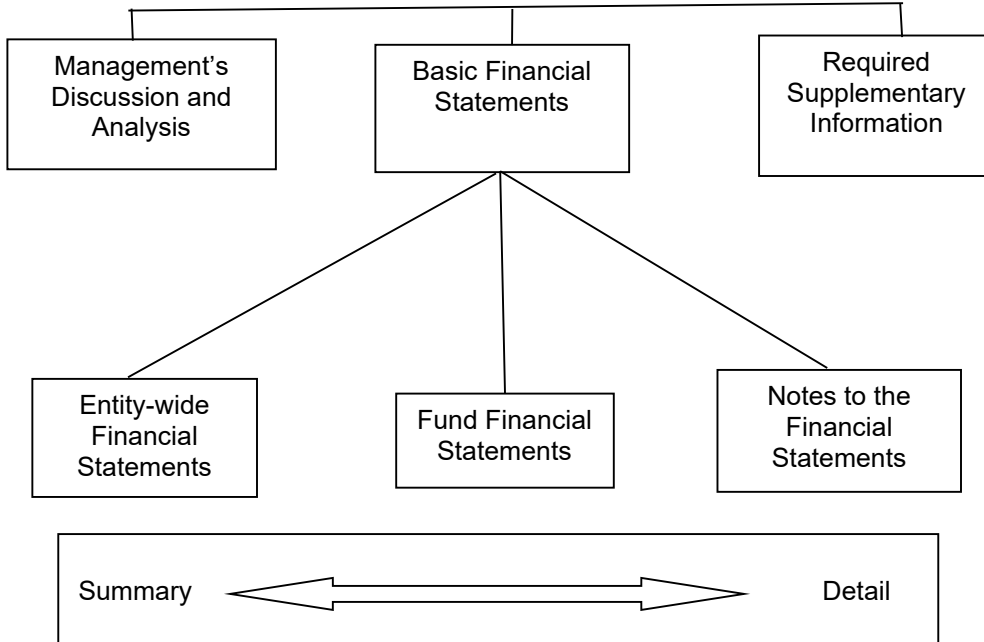 Management’s
Discussion and
Analysis
Basic Financial
Statements
Required
Supplementary
Information
Entity-wide
Financial
Statements
Fund Financial
Statements
Notes to the
Financial
Statements
Summary
Detail